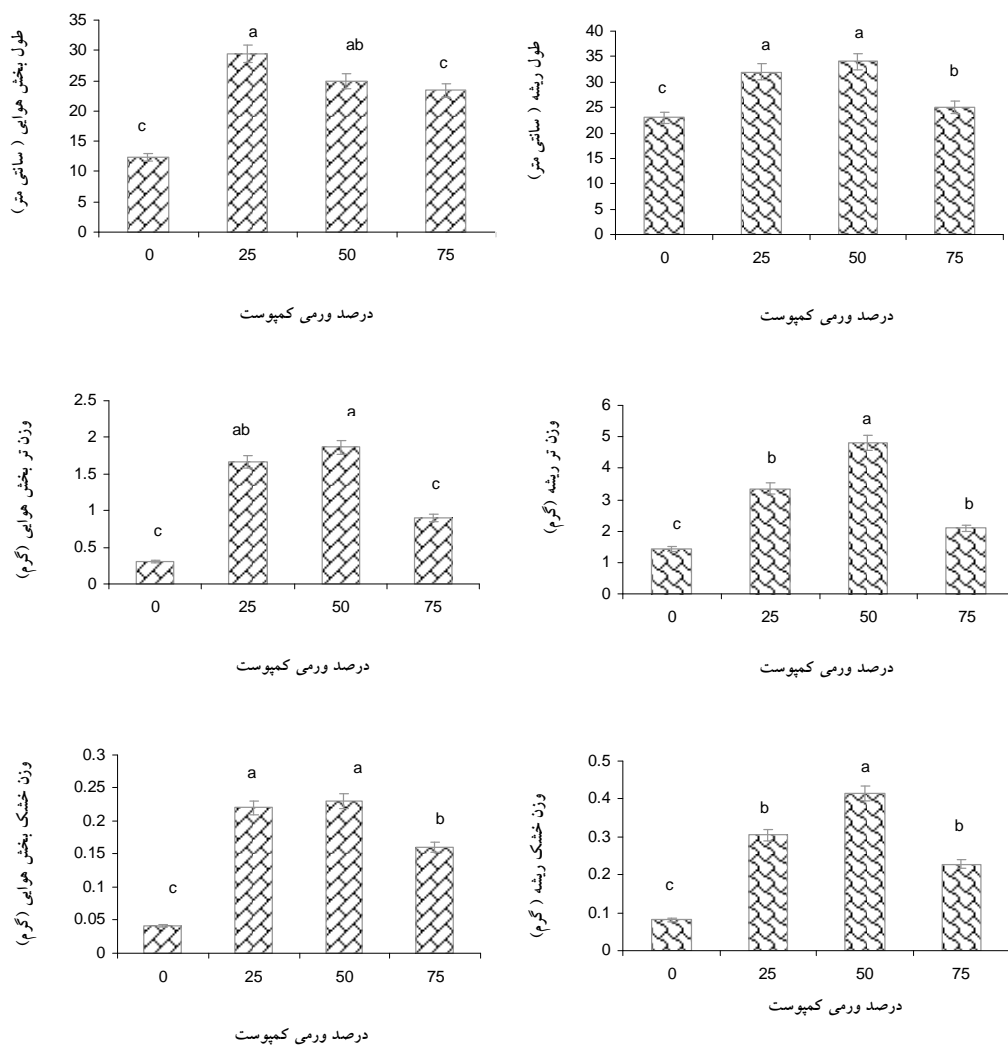 طول بخش هوایی ( سانتی متر)
35
30
25
20
15
10
5
0
c
a
ab
c
0 25 50 75
درصد ورمی کمپوست
طول ریشه ( سانتی متر)
40
35
30
25
20
15
10
5
0
c
a
a
b
0 25 50 75
درصد ورمی کمپوست
وزن تر بخش هوایی (گرم)
2.5
2
1.5
1
0.5
0
c
ab
a
c
0 25 50 75
درصد ورمی کمپوست
وزن تر ریشه (گرم)
6
5
4
3
2
1
0
c
b
a
b
0 25 50 75
درصد ورمی کمپوست
وزن خشک بخش هوایی (گرم)
0.3
0.25
0.2
0.15
0.1
0.05
0
c
a
a
b
0 25 50 75
درصد ورمی کمپوست
وزن خشک ریشه ( گرم)
0.5
0.4
0.3
0.2
0.1
0
c
b
a
b
0 25 50 75
درصد ورمی کمپوست